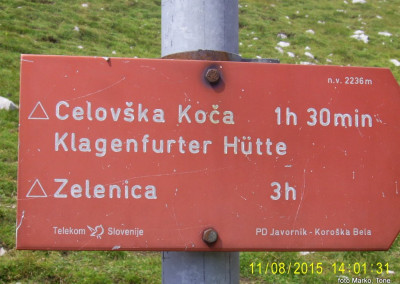 n.v. 2236m
Celovška Koča 1h 30min
Klagenfurter Hütte
Zelenica 3h
Telekom Slovenije PD Javornik - Koroška Bela
11/08/2015 14:01:31
foto Marko, Tone